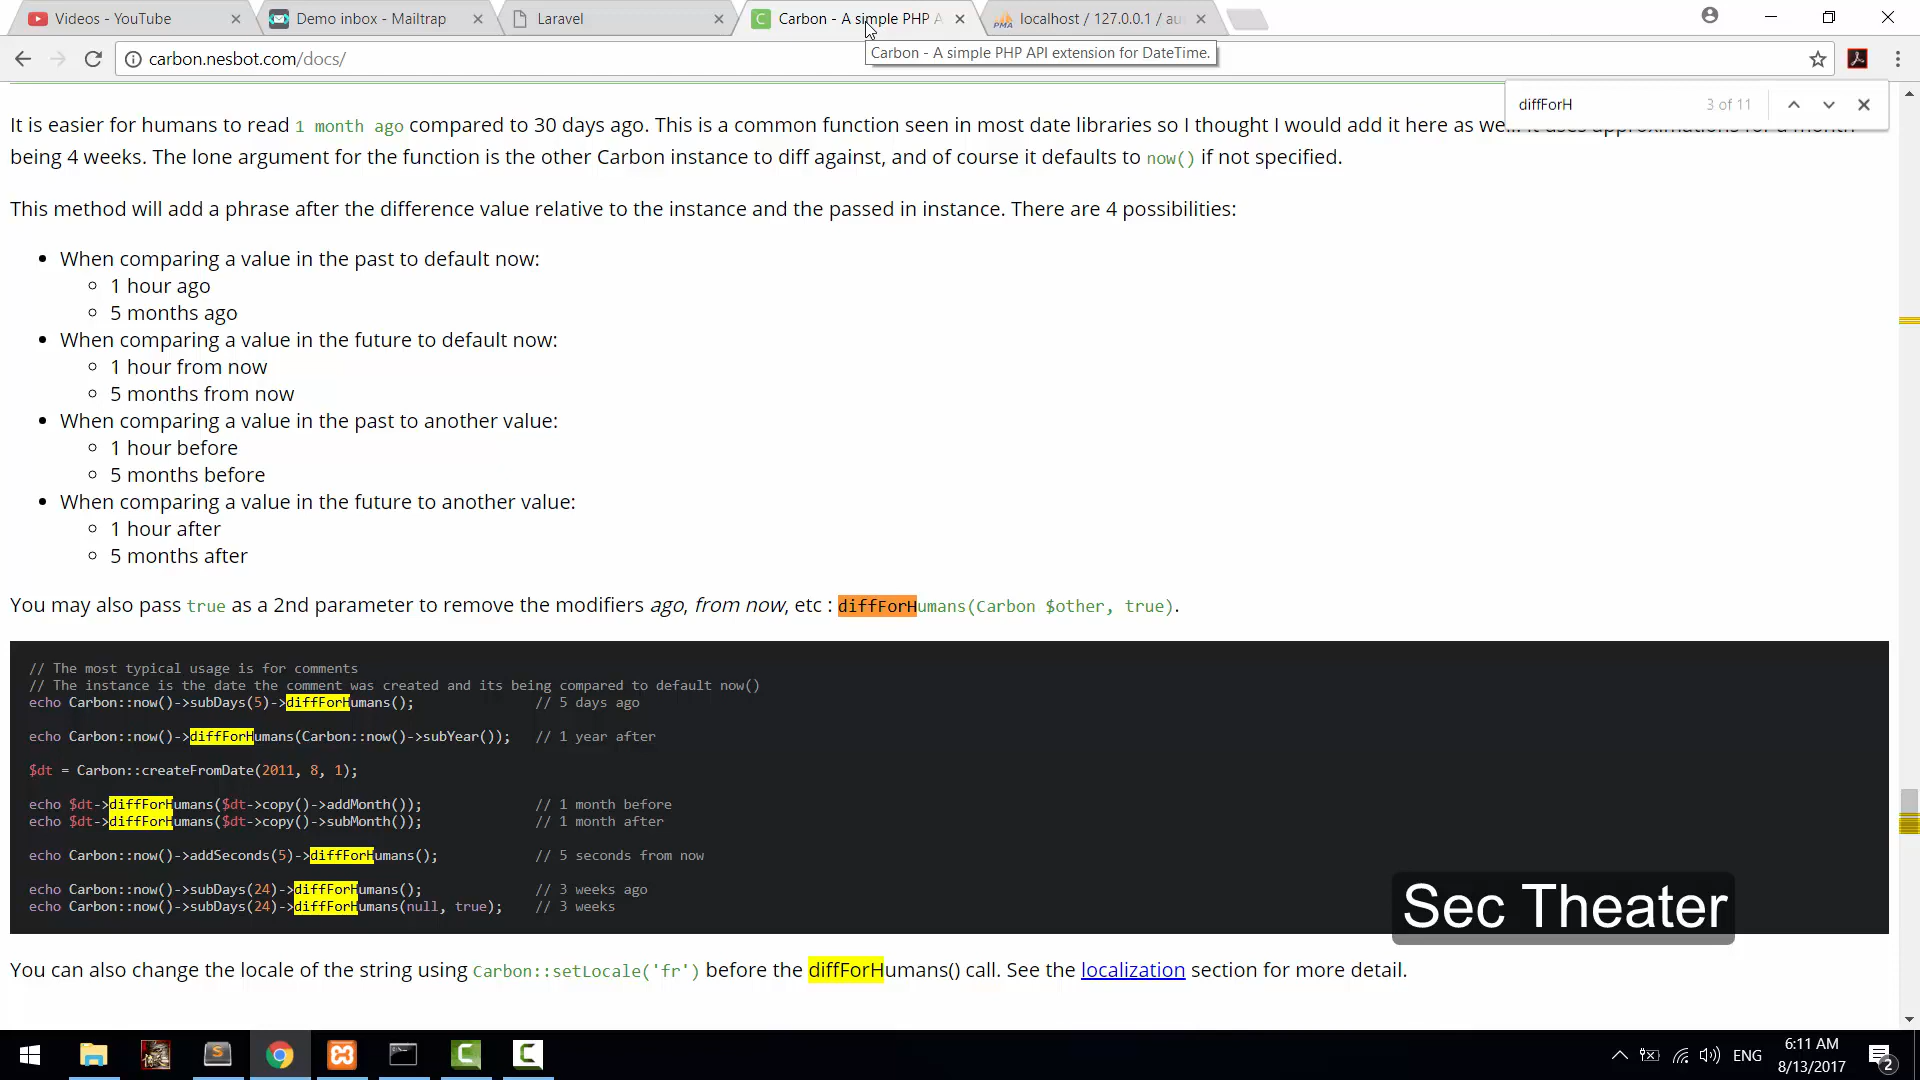 Videos - YouTube
Demo inbox - Mailtrap
Laravel
Carbon - A simple PHP A
localhost / 127.0.0.1 / au
carbon.nesbot.com/docs/
Carbon - A simple PHP API extension for DateTime.
diffForH 3 of 11
It is easier for humans to read 1 month ago compared to 30 days ago. This is a common function seen in most date libraries so I thought I would add it here as well. It uses approximations for a month
being 4 weeks. The lone argument for the function is the other Carbon instance to diff against, and of course it defaults to now() if not specified.
This method will add a phrase after the difference value relative to the instance and the passed in instance. There are 4 possibilities:
When comparing a value in the past to default now:
1 hour ago
5 months ago
When comparing a value in the future to default now:
1 hour from now
5 months from now
When comparing a value in the past to another value:
1 hour before
5 months before
When comparing a value in the future to another value:
1 hour after
5 months after
You may also pass true as a 2nd parameter to remove the modifiers ago, from now, etc : diffForHumans(Carbon $other, true).
// The most typical usage is for comments
// The instance is the date the comment was created and its being compared to default now()
echo Carbon::now()->subDays(5)->diffForHumans(); // 5 days ago
echo Carbon::now()->diffForHumans(Carbon::now()->subYear()); // 1 year after
$dt = Carbon::createFromDate(2011, 8, 1);
echo $dt->diffForHumans($dt->copy()->addMonth()); // 1 month before
echo $dt->diffForHumans($dt->copy()->subMonth()); // 1 month after
echo Carbon::now()->addSeconds(5)->diffForHumans(); // 5 seconds from now
echo Carbon::now()->subDays(24)->diffForHumans(); // 3 weeks ago
echo Carbon::now()->subDays(24)->diffForHumans(null, true); // 3 weeks
Sec Theater
You can also change the locale of the string using Carbon::setLocale('fr') before the diffForHumans() call. See the localization section for more detail.
ENG
6:11 AM
8/13/2017
2